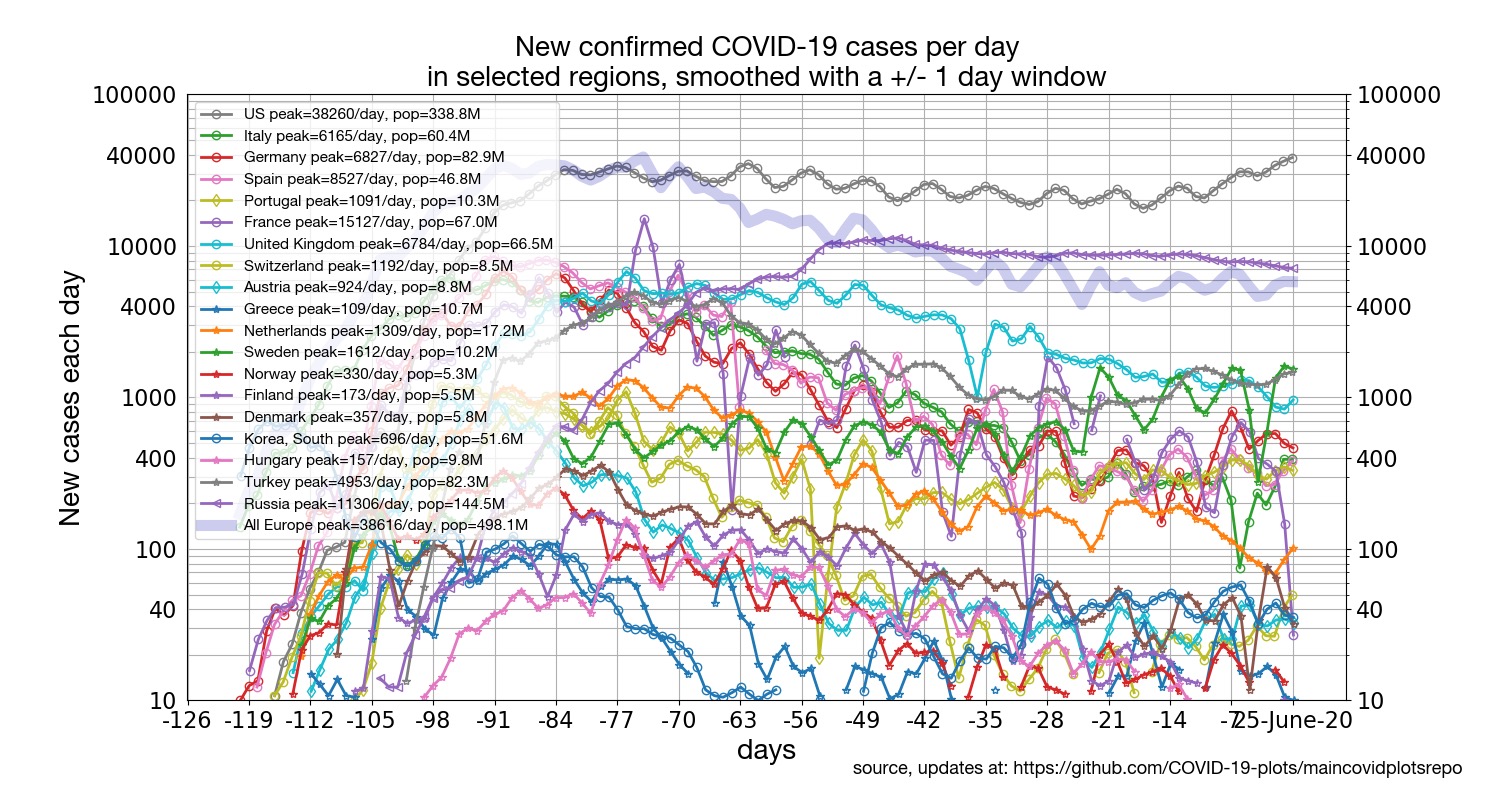 New confirmed COVID-19 cases per day
in selected regions, smoothed with a +/- 1 day window
100000
40000
10000
4000
1000
400
100
40
10
New cases each day
US peak=38260/day, pop=338.8M
Italy peak=6165/day, pop=60.4M
Germany peak=6827/day, pop=82.9M
Spain peak=8527/day, pop=46.8M
Portugal peak=1091/day, pop=10.3M
France peak=15127/day, pop=67.0M
United Kingdom peak=6784/day, pop=66.5M
Switzerland peak=1192/day, pop=8.5M
Austria peak=924/day, pop=8.8M
Greece peak=109/day, pop=10.7M
Netherlands peak=1309/day, pop=17.2M
Sweden peak=1612/day, pop=10.2M
Norway peak=330/day, pop=5.3M
Finland peak=173/day, pop=5.5M
Denmark peak=357/day, pop=5.8M
Korea, South peak=696/day, pop=51.6M
Hungary peak=157/day, pop=9.8M
Turkey peak=4953/day, pop=82.3M
Russia peak=11306/day, pop=144.5M
All Europe peak=38616/day, pop=498.1M
100000
40000
10000
4000
1000
400
100
40
10
-126 -119 -112 -105 -98 -91 -84 -77 -70 -63 -56 -49 -42 -35 -28 -21 -14 -7 25-June-20
days
source, updates at: https://github.com/COVID-19-plots/maincovidplotsrepo